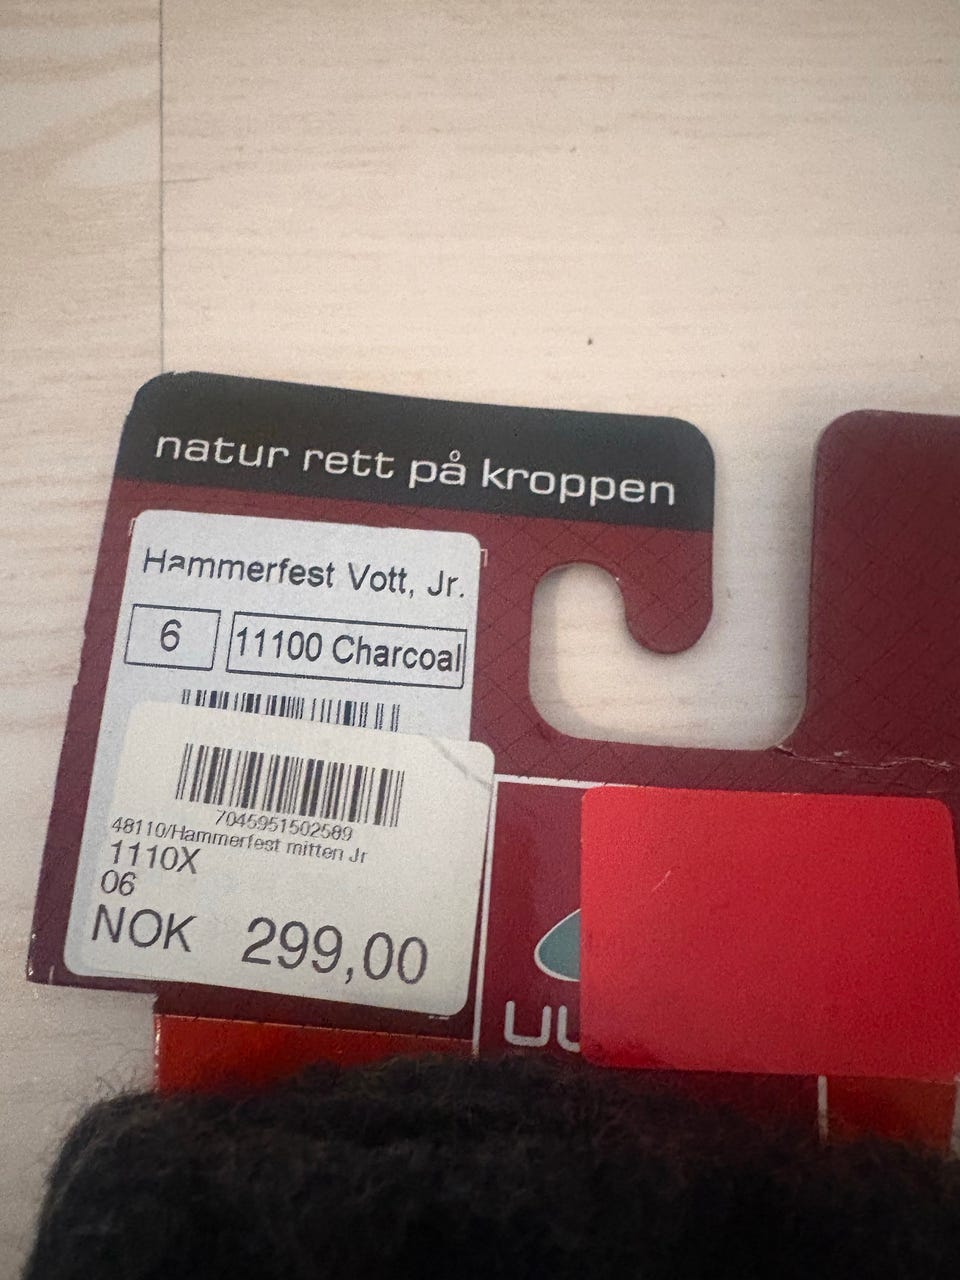 natur rett på kroppen
Hammerfest Vott, Jr.
6
11100 Charcoal
7045951502589
48110/Hammerfest mitten Jr
1110X
06
NOK 299,00